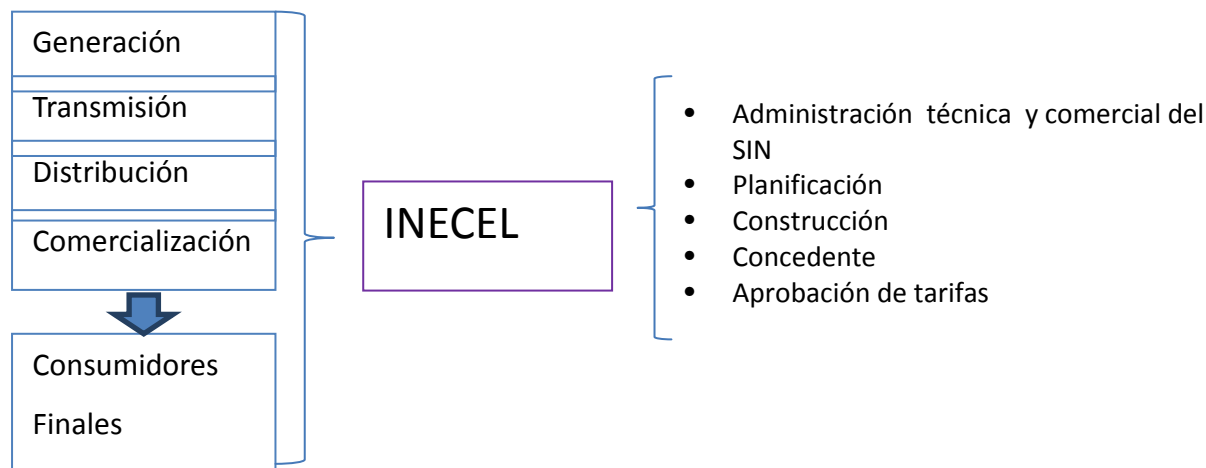 Generación
Transmisión
Distribución
Comercialización
Consumidores
Finales
INECEL
• Administración técnica y comercial del
SIN
• Planificación
• Construcción
• Concedente
• Aprobación de tarifas